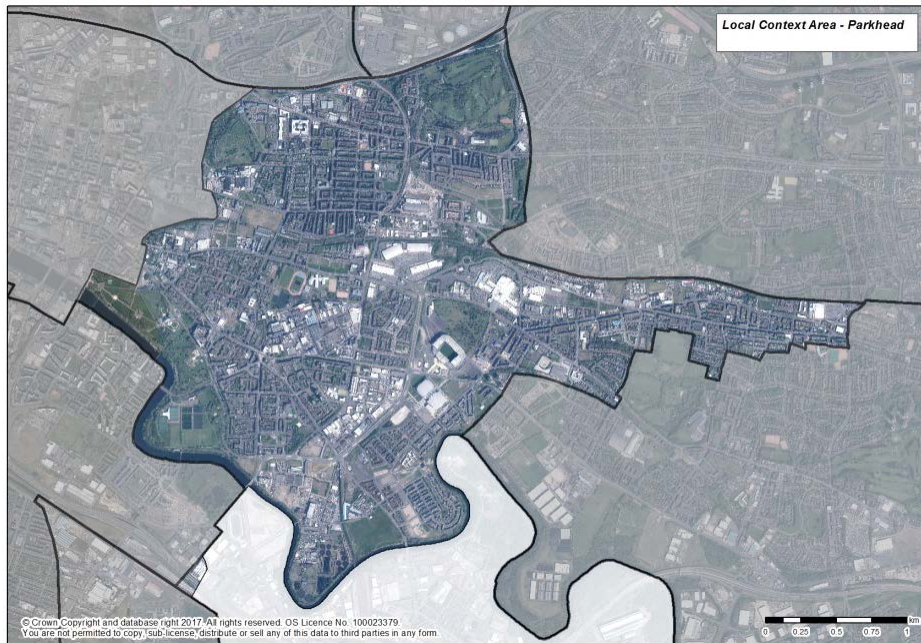 Local Context Area - Parkhead
© Crown Copyright and database right 2017. All rights reserved. OS Licence No. 100023379.
You are not permitted to copy, sub-license, distribute or sell any of this data to third parties in any form.
0 0.25 0.5 0.75 km